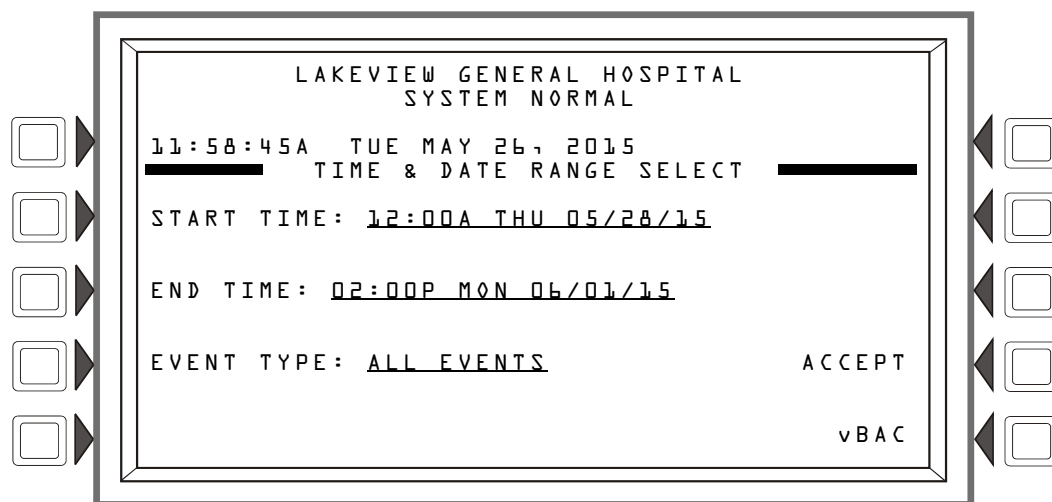 LAKEVIEW GENERAL HOSPITAL
SYSTEM NORMAL
11:58:45A TUE MAY 26, 2015
TIME & DATE RANGE SELECT
START TIME: 12:00A THU 05/28/15
END TIME: 02:00P MON 06/01/15
EVENT TYPE: ALL EVENTS ACCEPT
vBAC